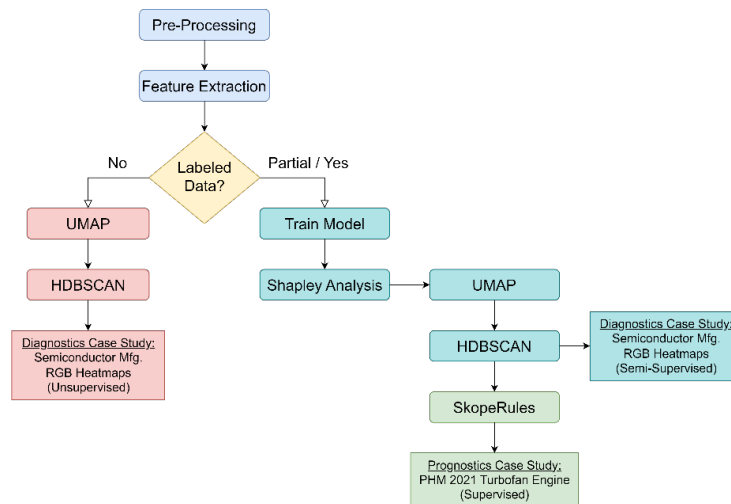 Pre-Processing
Feature Extraction
Labeled
Data?
No
Partial / Yes
UMAP
Train Model
HDBSCAN
Shapley Analysis
UMAP
Diagnostics Case Study:
Semiconductor Mfg.
RGB Heatmaps
(Unsupervised)
HDBSCAN
Diagnostics Case Study:
Semiconductor Mfg.
RGB Heatmaps
(Semi-Supervised)
SkopeRules
Prognostics Case Study:
PHM 2021 Turbofan Engine
(Supervised)